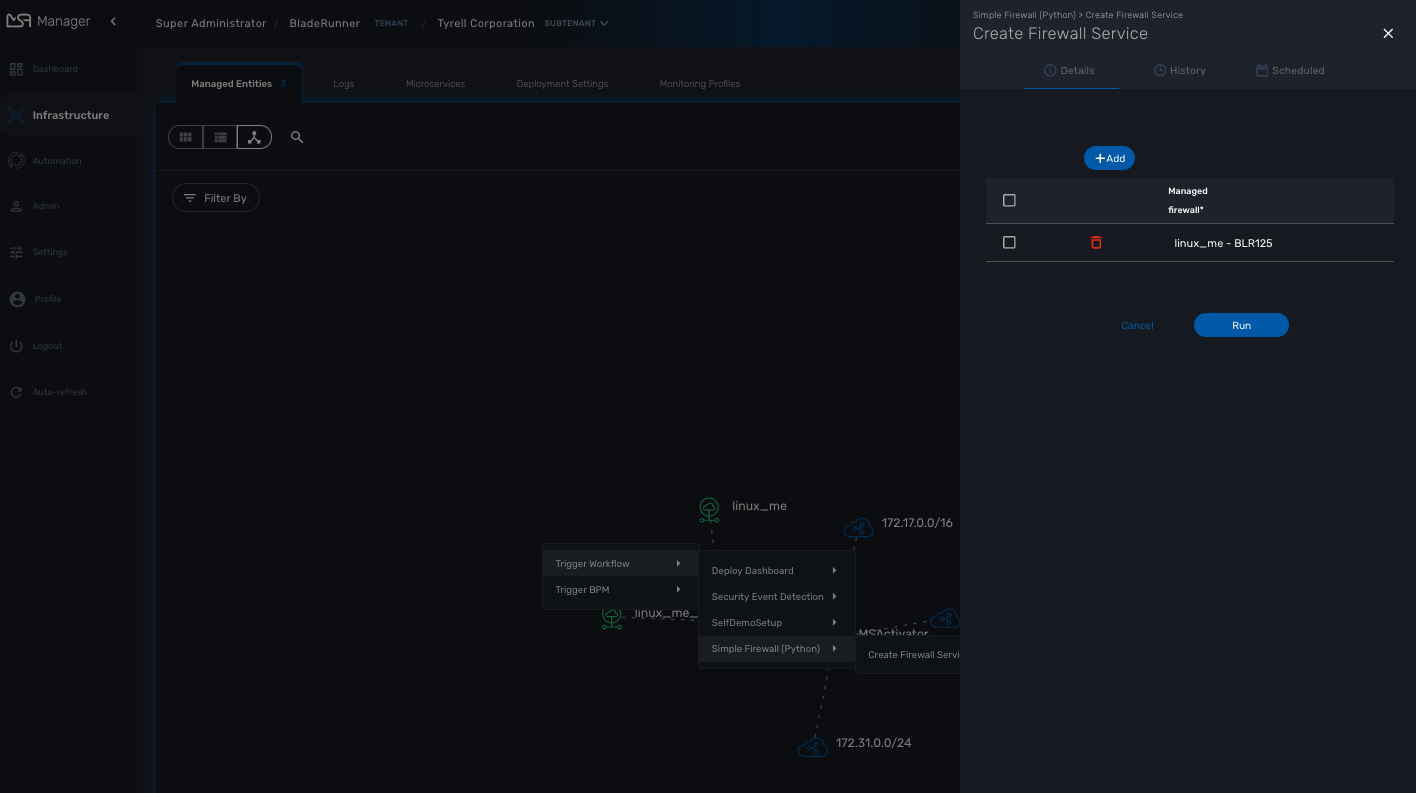 MSA Manager
Super Administrator / BladeRunner TENANT / Tyrell Corporation SUBTENANT
Dashboard
Infrastructure
Automation
Admin
Settings
Profile
Logout
Auto-refresh
Managed Entities 3
Logs
Microservices
Deployment Settings
Monitoring Profiles
Filter By
linux_me
172.17.0.0/16
Trigger Workflow
Trigger BPM
linux_me_
Deploy Dashboard
Security Event Detection
SelfDemoSetup
Simple Firewall (Python)
MSActivator
Create Firewall Servi
172.31.0.0/24
Simple Firewall (Python) > Create Firewall Service
Create Firewall Service
Details
History
Scheduled
+Add
Managed
firewall*
linux_me - BLR125
Cancel
Run